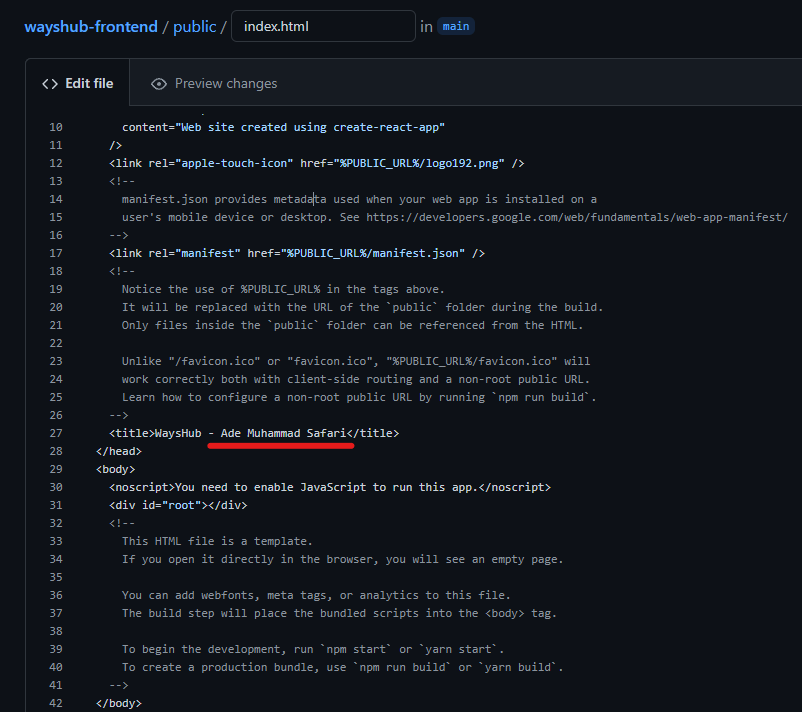 wayshub-frontend / public / index.html in main
<> Edit file Preview changes
10 content="Web site created using create-react-app"
11 />
12 <link rel="apple-touch-icon" href="%PUBLIC_URL%/logo192.png" />
13 <!--
14 manifest.json provides metadata used when your web app is installed on a
15 user's mobile device or desktop. See https://developers.google.com/web/fundamentals/web-app-manifest/
16 -->
17 <link rel="manifest" href="%PUBLIC_URL%/manifest.json" />
18 <!--
19 Notice the use of %PUBLIC_URL% in the tags above.
20 It will be replaced with the URL of the `public` folder during the build.
21 Only files inside the `public` folder can be referenced from the HTML.
22
23 Unlike "/favicon.ico" or "favicon.ico", "%PUBLIC_URL%/favicon.ico" will
24 work correctly both with client-side routing and a non-root public URL.
25 Learn how to configure a non-root public URL by running `npm run build`.
26 -->
27 <title>WaysHub - Ade Muhammad Safari</title>
28 </head>
29 <body>
30 <noscript>You need to enable JavaScript to run this app.</noscript>
31 <div id="root"></div>
32 <!--
33 This HTML file is a template.
34 If you open it directly in the browser, you will see an empty page.
35
36 You can add webfonts, meta tags, or analytics to this file.
37 The build step will place the bundled scripts into the <body> tag.
38
39 To begin the development, run `npm start` or `yarn start`.
40 To create a production bundle, use `npm run build` or `yarn build`.
41 -->
42 </body>